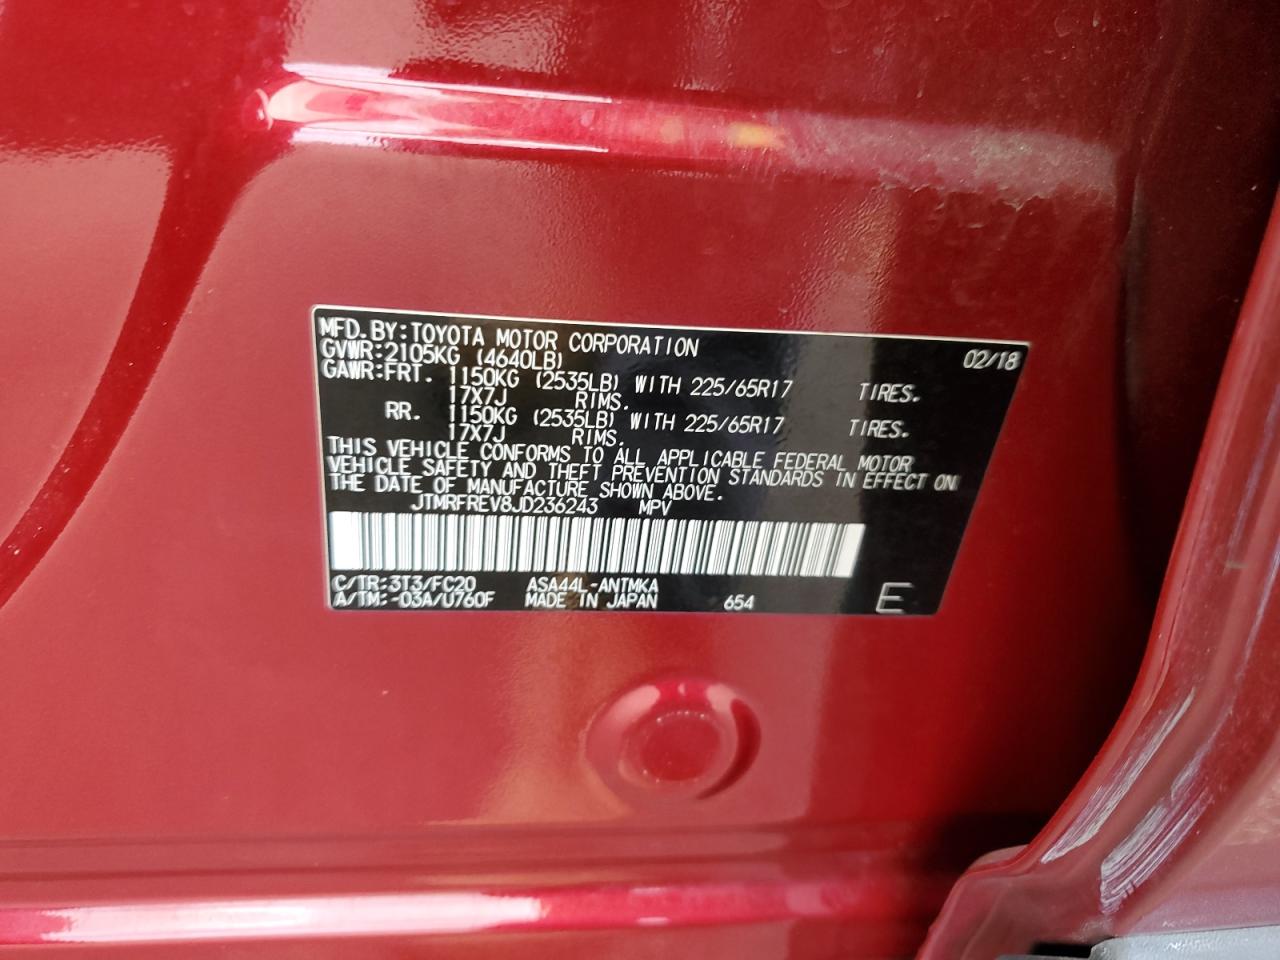 MFD. BY: TOYOTA MOTOR CORPORATION 02/18
GVWR: 2105KG (4640LB)
GAWR: FRT. 1150KG (2535LB) WITH 225/65R17 TIRES.
17X7J RIMS.
RR. 1150KG (2535LB) WITH 225/65R17 TIRES.
17X7J RIMS.
THIS VEHICLE CONFORMS TO ALL APPLICABLE FEDERAL MOTOR
VEHICLE SAFETY AND THEFT PREVENTION STANDARDS IN EFFECT ON
THE DATE OF MANUFACTURE SHOWN ABOVE.
JTMRFREV8JD236243 MPV
C/TR: 3T3/FC20 ASA44L-ANTMKA
A/TM: -03A/U760F MADE IN JAPAN 654 E